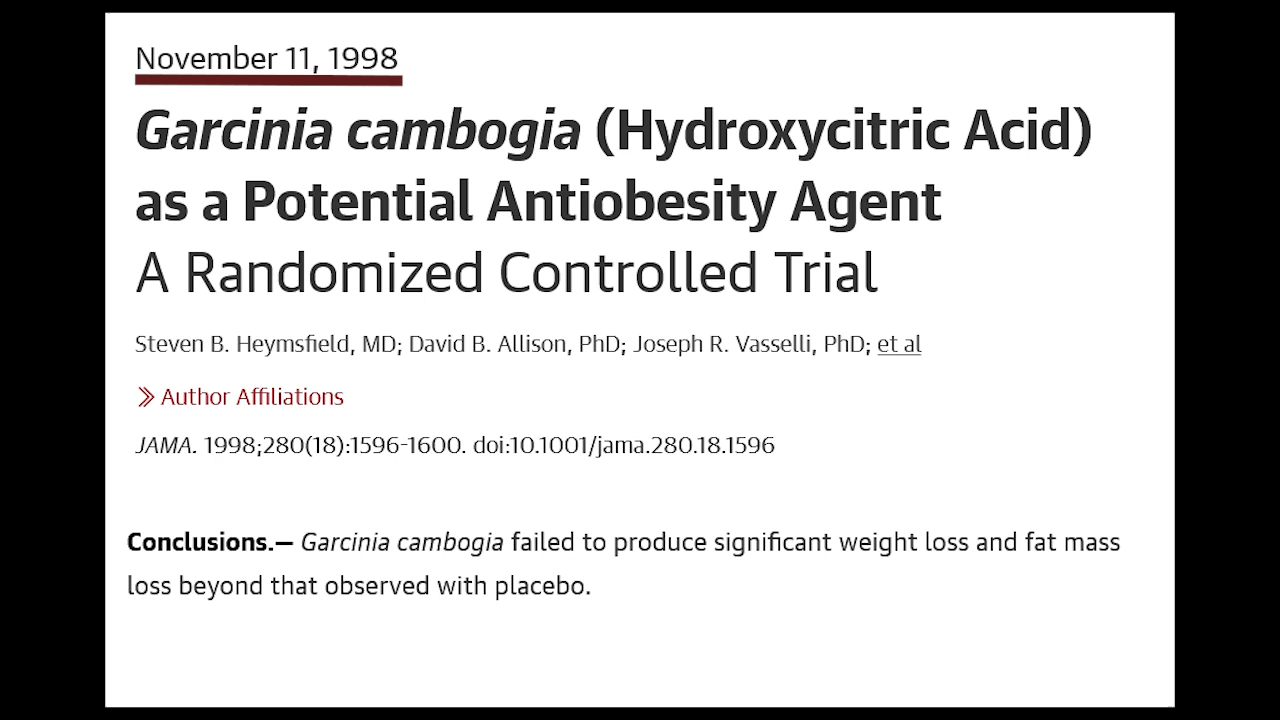 November 11, 1998
Garcinia cambogia (Hydroxycitric Acid)
as a Potential Antiobesity Agent
A Randomized Controlled Trial
Steven B. Heymsfield, MD; David B. Allison, PhD; Joseph R. Vasselli, PhD; et al
Author Affiliations
JAMA. 1998;280(18):1596-1600. doi:10.1001/jama.280.18.1596
Conclusions.— Garcinia cambogia failed to produce significant weight loss and fat mass
loss beyond that observed with placebo.